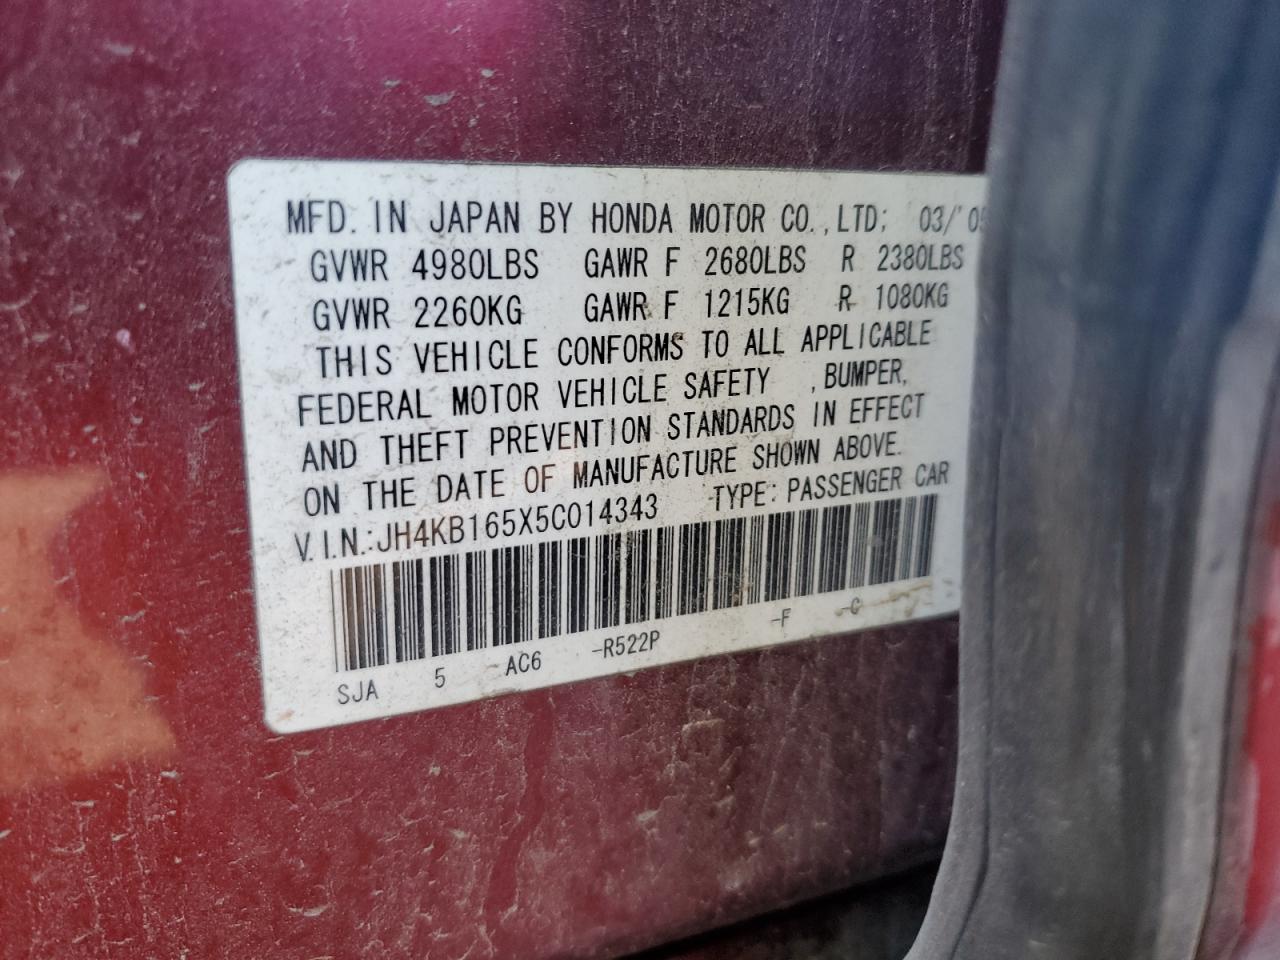 MFD. IN JAPAN BY HONDA MOTOR CO.,LTD; 03/'05
GVWR 4980LBS GAWR F 2680LBS R 2380LBS
GVWR 2260KG GAWR F 1215KG R 1080KG
THIS VEHICLE CONFORMS TO ALL APPLICABLE
FEDERAL MOTOR VEHICLE SAFETY , BUMPER,
AND THEFT PREVENTION STANDARDS IN EFFECT
ON THE DATE OF MANUFACTURE SHOWN ABOVE.
V.I.N.:JH4KB165X5C014343 TYPE: PASSENGER CAR
SJA 5 AC6 -R522P -F -C